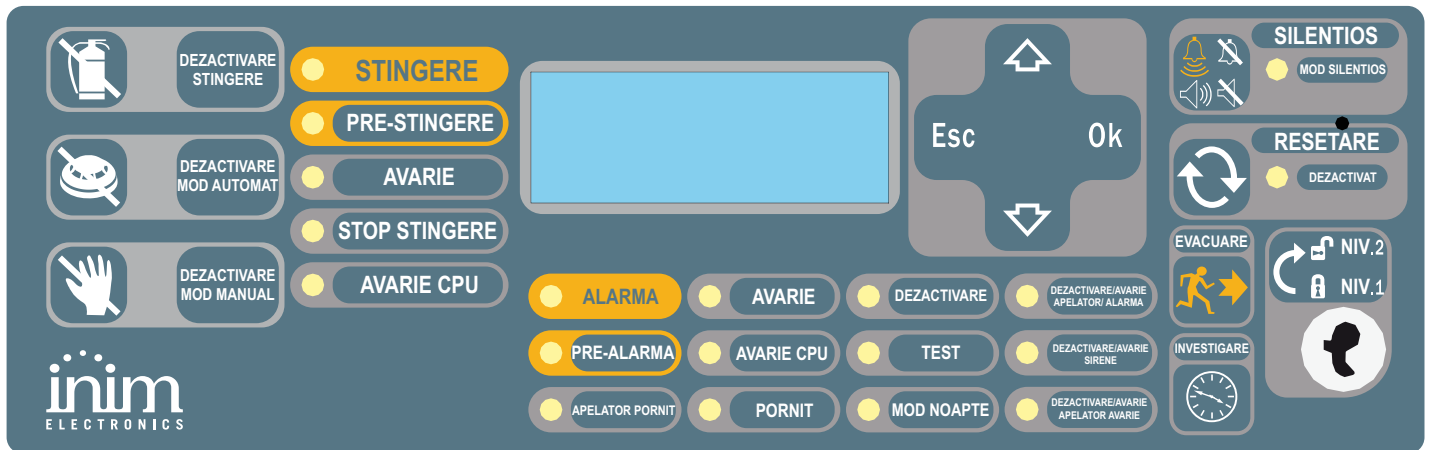 DEZACTIVARE
STINGERE
DEZACTIVARE
MOD AUTOMAT
DEZACTIVARE
MOD MANUAL
inim
ELECTRONICS
STINGERE
PRE-STINGERE
AVARIE
STOP STINGERE
AVARIE CPU
Esc
Ok
ALARMA
AVARIE
DEZACTIVARE
DEZACTIVARE/AVARIE
APELATOR/ ALARMA
PRE-ALARMA
AVARIE CPU
TEST
DEZACTIVARE/AVARIE
SIRENE
APELATOR PORNIT
PORNIT
MOD NOAPTE
DEZACTIVARE/AVARIE
APELATOR AVARIE
SILENTIOS
MOD SILENTIOS
RESETARE
DEZACTIVAT
EVACUARE
INVESTIGARE
NIV.2
NIV.1